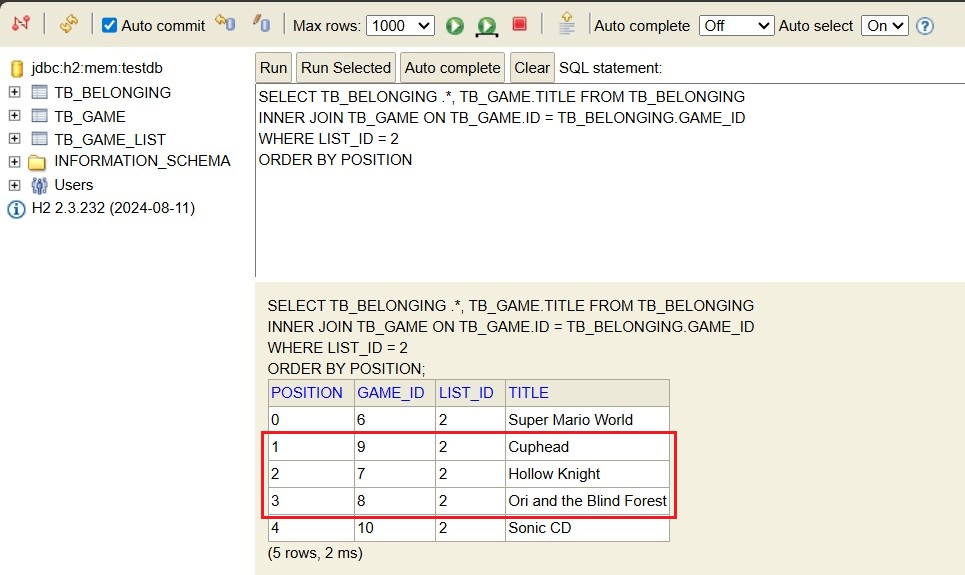 Auto commit Max rows: 1000 Auto complete Off Auto select On
jdbc:h2:mem:testdb
TB_BELONGING
TB_GAME
TB_GAME_LIST
INFORMATION_SCHEMA
Users
H2 2.3.232 (2024-08-11)
Run Run Selected Auto complete Clear SQL statement:
SELECT TB_BELONGING .*, TB_GAME.TITLE FROM TB_BELONGING
INNER JOIN TB_GAME ON TB_GAME.ID = TB_BELONGING.GAME_ID
WHERE LIST_ID = 2
ORDER BY POSITION
SELECT TB_BELONGING .*, TB_GAME.TITLE FROM TB_BELONGING
INNER JOIN TB_GAME ON TB_GAME.ID = TB_BELONGING.GAME_ID
WHERE LIST_ID = 2
ORDER BY POSITION;
POSITION GAME_ID LIST_ID TITLE
0 6 2 Super Mario World
1 9 2 Cuphead
2 7 2 Hollow Knight
3 8 2 Ori and the Blind Forest
4 10 2 Sonic CD
(5 rows, 2 ms)